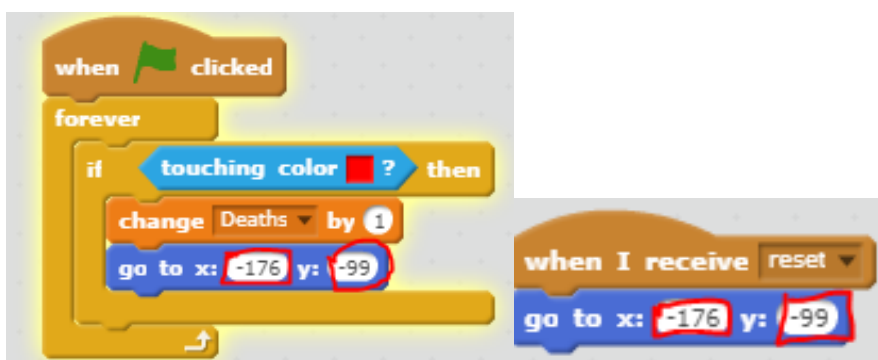 when clicked
forever
if touching color ? then
change Deaths by 1
go to x: -176 y: -99
when I receive reset
go to x: -176 y: -99